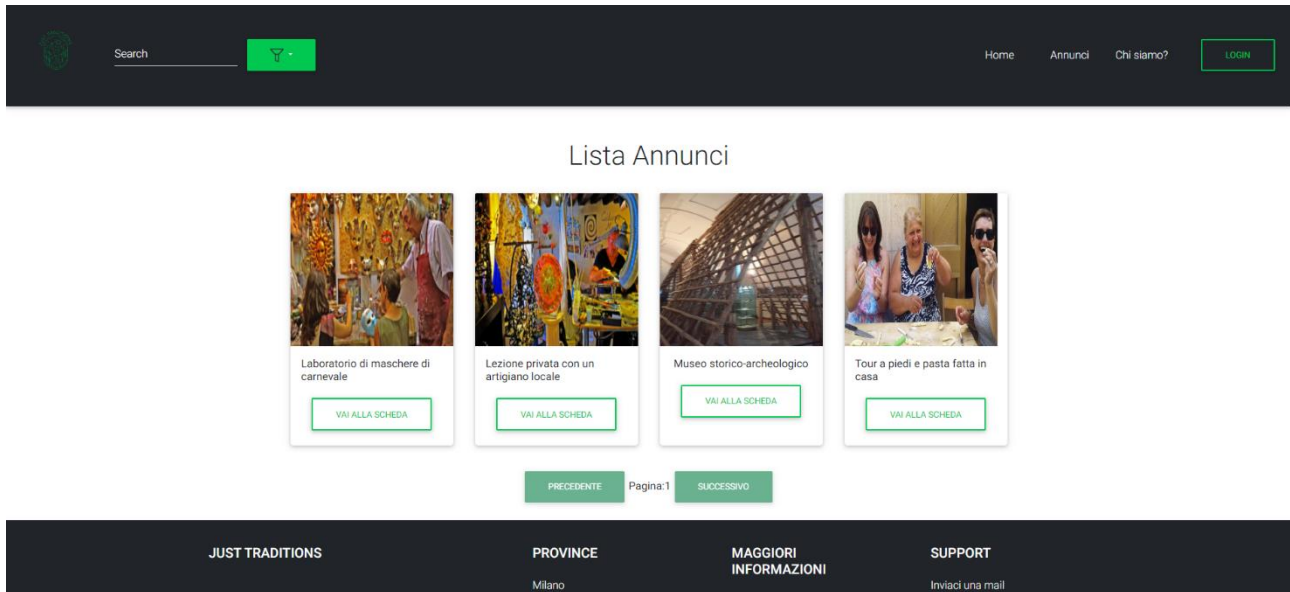 Search
Home Annunci Chi siamo? LOGIN
Lista Annunci
Laboratorio di maschere di
carnevale
VAI ALLA SCHEDA
Lezione privata con un
artigiano locale
VAI ALLA SCHEDA
Museo storico-archeologico
VAI ALLA SCHEDA
Tour a piedi e pasta fatta in
casa
VAI ALLA SCHEDA
PRECEDENTE Pagina:1 SUCCESSIVO
JUST TRADITIONS
PROVINCE
Milano
MAGGIORI
INFORMAZIONI
SUPPORT
Inviaci una mail